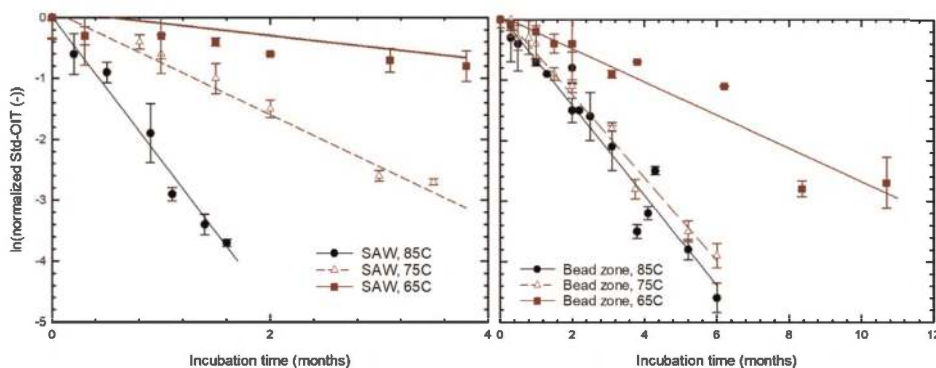 ln(normalized Std-OIT (-))
-1
-2
-3
-4
-5
0
2
4
Incubation time (months)
SAW, 85C
SAW, 75C
SAW, 65C
0
2
4
6
8
10
12
Incubation time (months)
Bead zone, 85C
Bead zone, 75C
Bead zone, 65C